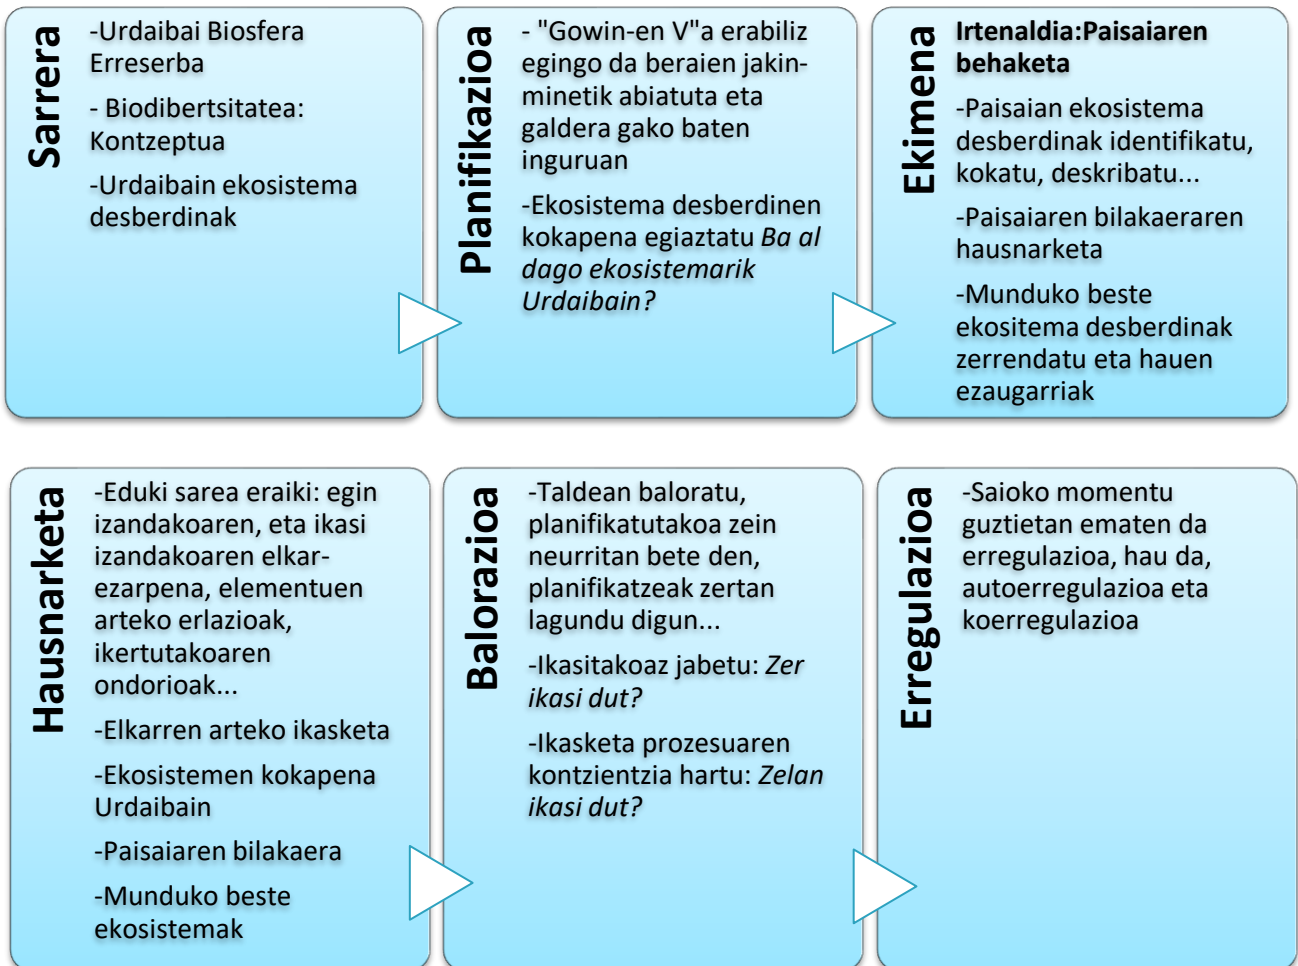 Sarrera
-Urdaibai Biosfera
Erreserba
- Biodibertsitatea:
Kontzeptua
-Urdaibain ekosistema
desberdinak
Planifikazioa
- "Gowin-en V"a erabiliz
egingo da beraien jakin-
minetik abiatuta eta
galdera gako baten
inguruan
-Ekosistema desberdinen
kokapena egiaztatu Ba al
dago ekosistemarik
Urdaibain?
Ekimena
Irtenaldia:Paisaiaren
behaketa
-Paisaian ekosistema
desberdinak identifikatu,
kokatu, deskribatu...
-Paisaiaren bilakaeraren
hausnarketa
-Munduko beste
ekositema desberdinak
zerrendatu eta hauen
ezaugarriak
Hausnarketa
-Eduki sarea eraiki: egin
izandakoaren, eta ikasi
izandakoaren elkar-
ezarpena, elementuen
arteko erlazioak,
ikertutakoaren
ondorioak...
-Elkarren arteko ikasketa
-Ekosistemen kokapena
Urdaibain
-Paisaiaren bilakaera
-Munduko beste
ekosistemak
Balorazioa
-Taldean baloratu,
planifikatutakoa zein
neurritan bete den,
planifikatzeak zertan
lagundu digun...
-Ikasitakoaz jabetu: Zer
ikasi dut?
-Ikasketa prozesuaren
kontzientzia hartu: Zelan
ikasi dut?
Erregulazioa
-Saioko momentu
guztietan ematen da
erregulazioa, hau da,
autoerregulazioa eta
koerregulazioa